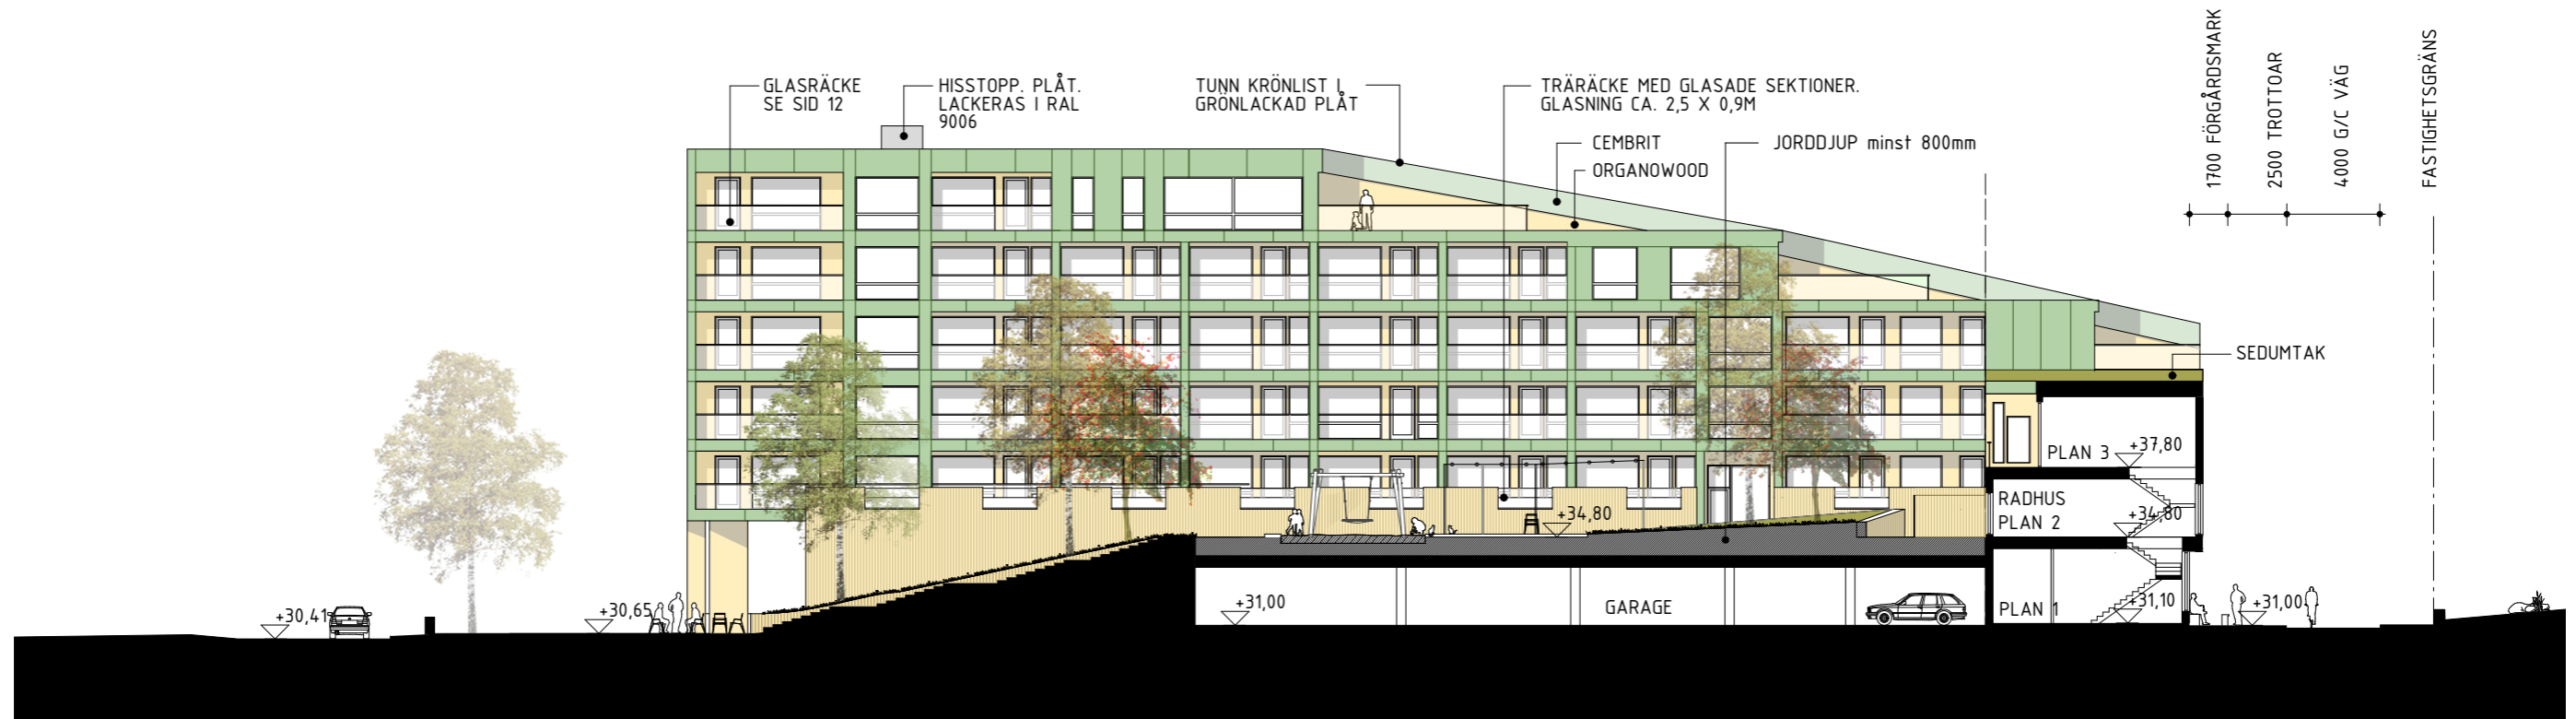 GLASRÄCKE
SE SID 12
HISSTOPP. PLÅT.
LACKERAS I RAL
9006
TUNN KRÖNLIST I
GRÖNLACKAD PLÅT
TRÄRÄCKE MED GLASADE SEKTIONER.
GLASNING CA. 2,5 X 0,9M
CEMBRIT
ORGANOWOOD
JORDDJUP minst 800mm
1700 FÖRGÅRDSMARK
2500 TROTTOAR
4000 G/C VÄG
FASTIGHETSGRÄNS
SEDUMTAK
PLAN 3
+37,80
RADHUS
PLAN 2
+34,80
+34,80
+30,41
+30,65
+31,00
GARAGE
PLAN 1
+31,10
+31,00